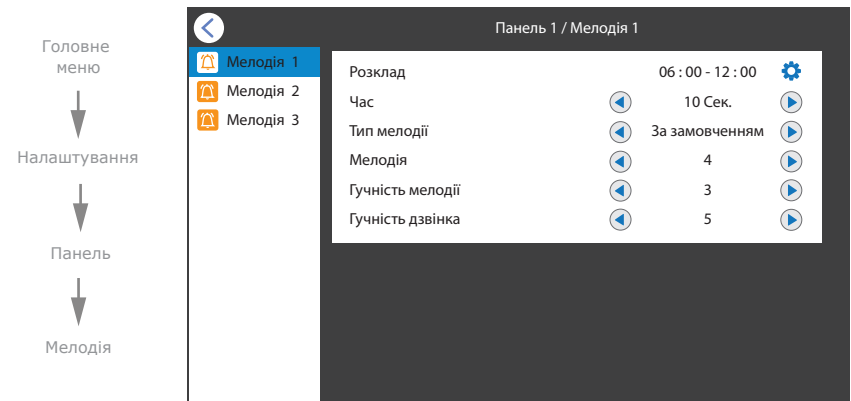 Головне
меню
Налаштування
Панель
Мелодія
Панель 1 / Мелодія 1
Мелодія 1
Мелодія 2
Мелодія 3
Розклад 06 : 00 - 12 : 00
Час 10 Сек.
Тип мелодії За замовченням
Мелодія 4
Гучність мелодії 3
Гучність дзвінка 5